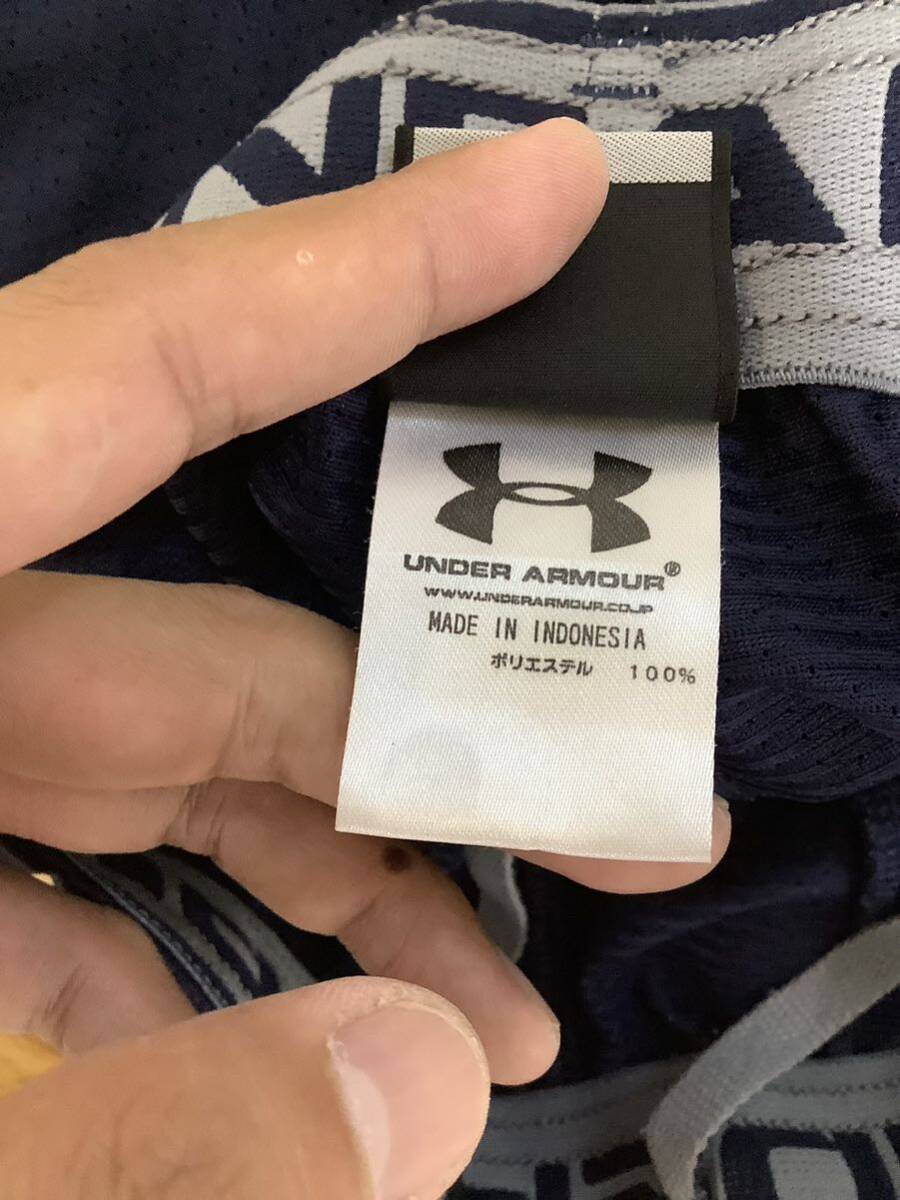 UNDER ARMOUR®
WWW.UNDERARMOUR.CO.JP
MADE IN INDONESIA
ポリエステル 100%